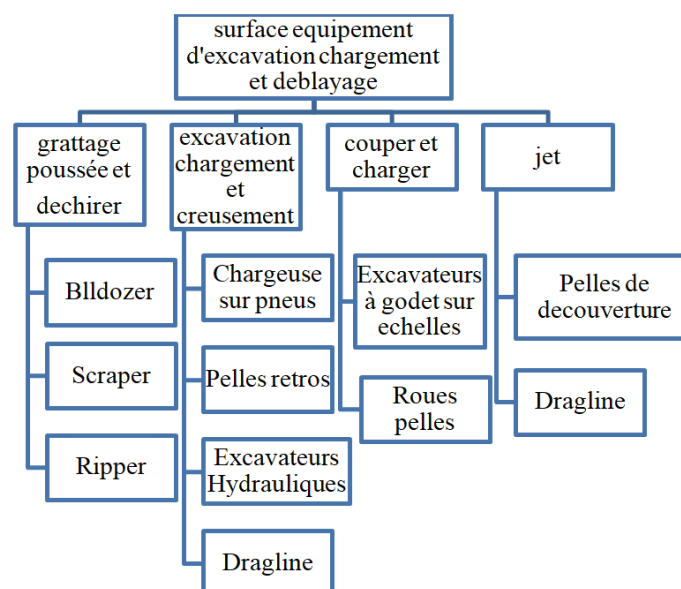 surface equipement
d'excavation chargement
et deblayage
grattage
poussée et
dechirer
Blldozer
Scraper
Ripper
excavation
chargement
et
creusement
Chargeuse
sur pneus
Pelles retros
Excavateurs
Hydrauliques
Dragline
couper et
charger
Excavateurs
à godet sur
echelles
Roues
pelles
jet
Pelles de
decouverture
Dragline